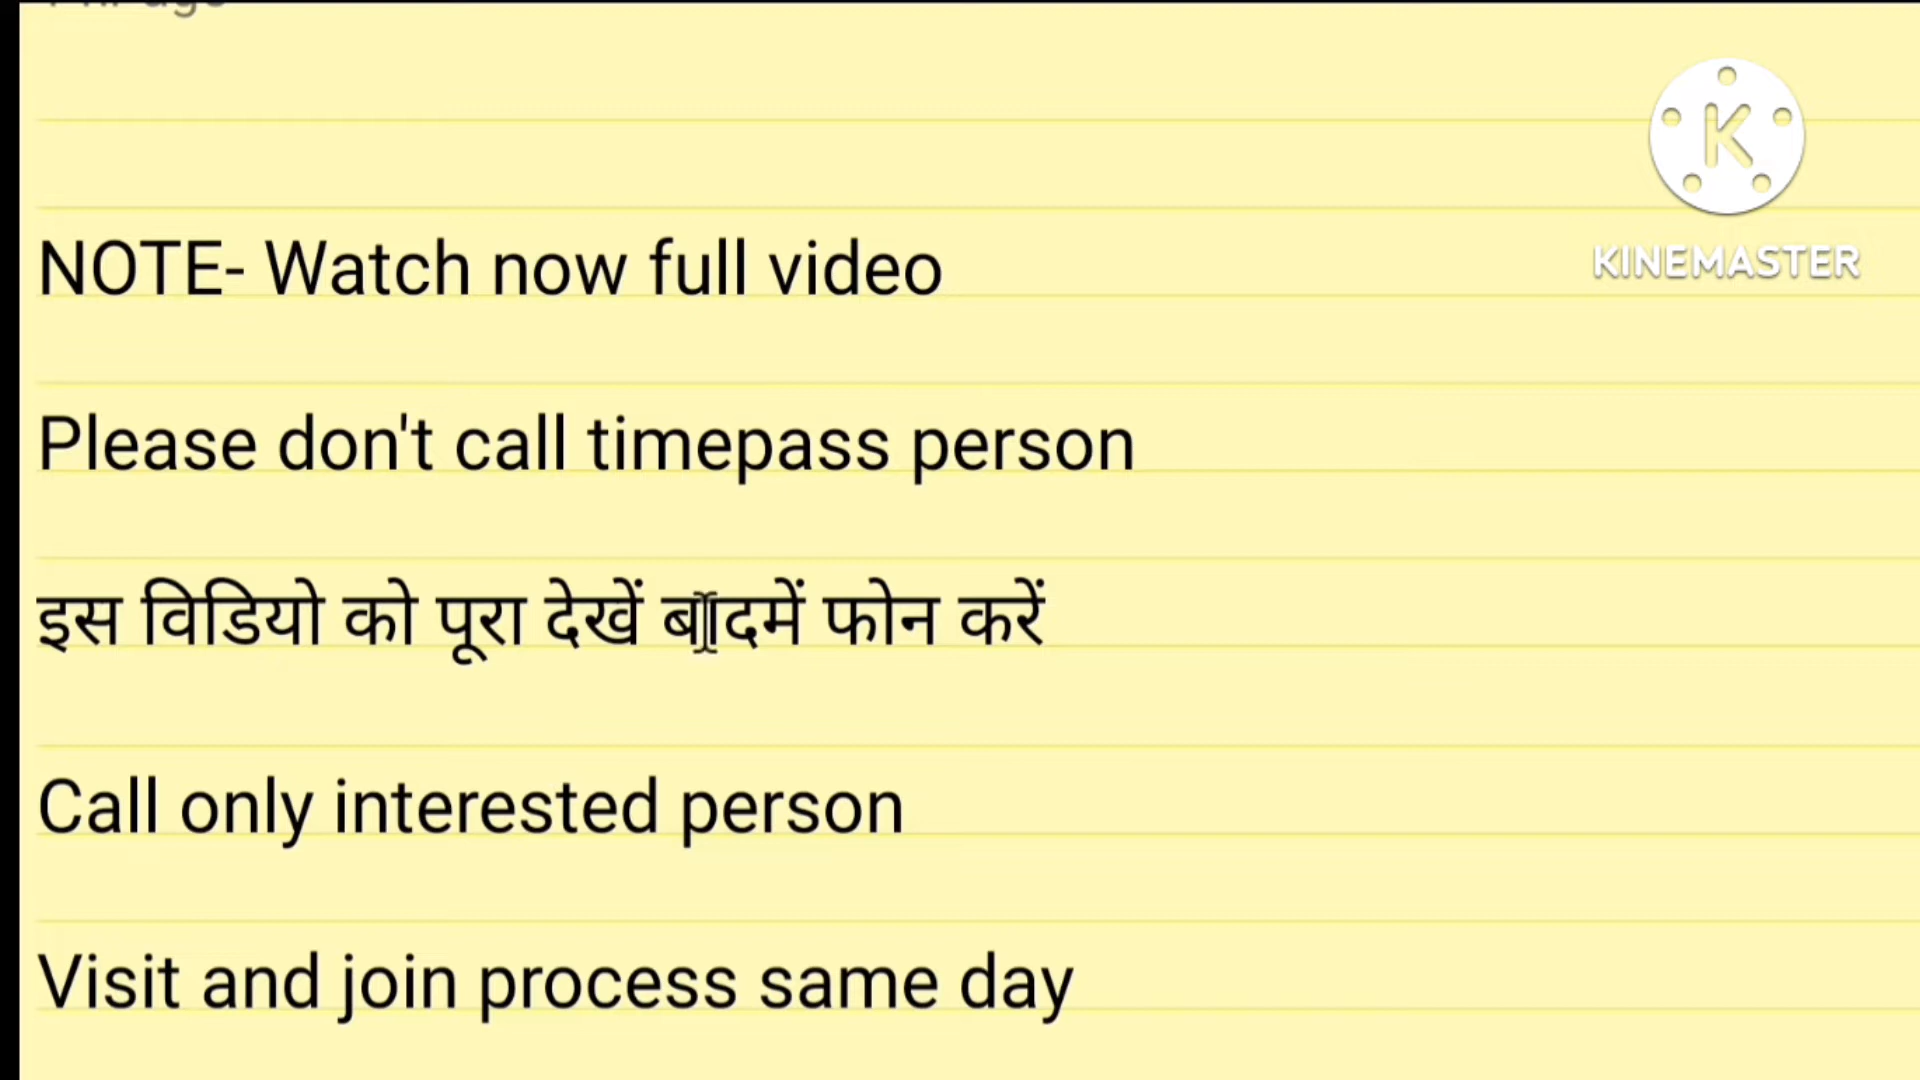 NOTE- Watch now full video
KINEMASTER
Please don't call timepass person
इस विडियो को पूरा देखें बादमें फोन करें
Call only interested person
Visit and join process same day